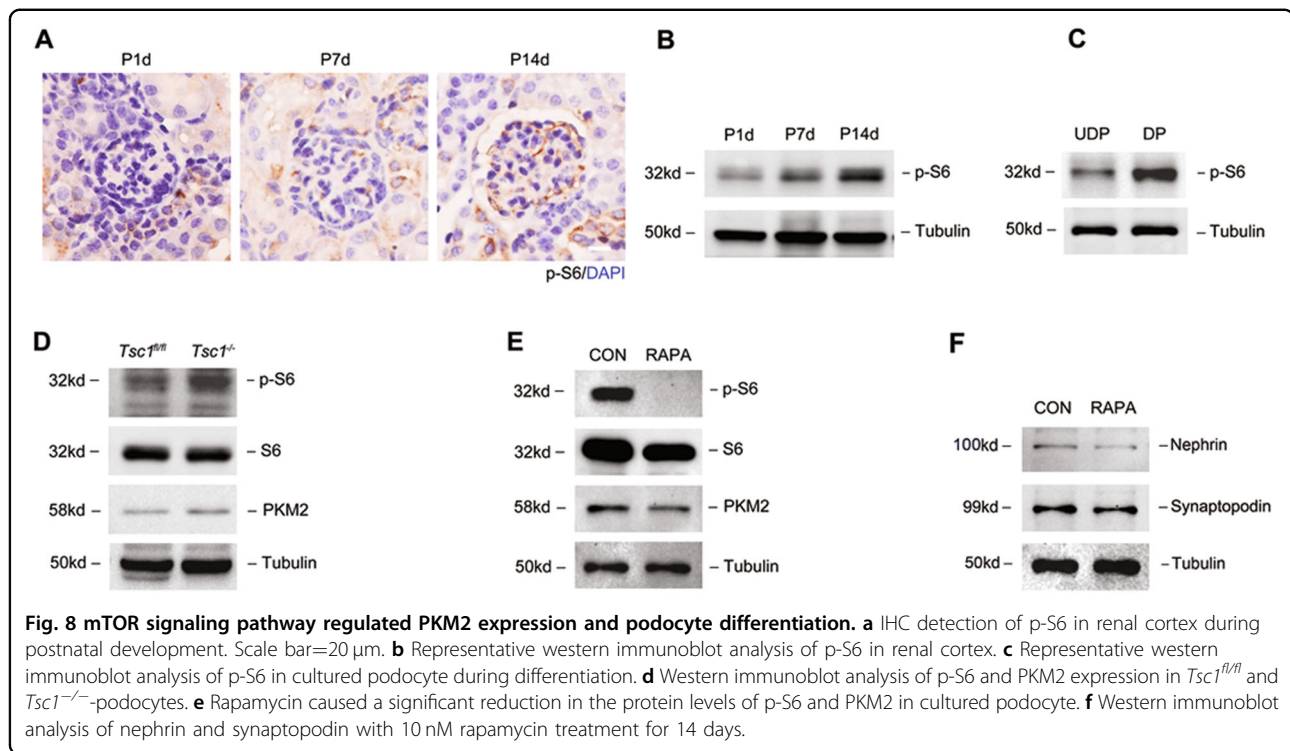 A
P1d P7d P14d
p-S6/DAPI
B
P1d P7d P14d
32kd – – p-S6
50kd – – Tubulin
C
UDP DP
32kd – – p-S6
50kd – – Tubulin
D
Tsc1fl/fl Tsc1-/-
32kd – – p-S6
32kd – – S6
58kd – – PKM2
50kd – – Tubulin
E
CON RAPA
32kd – – p-S6
32kd – – S6
58kd – – PKM2
50kd – – Tubulin
F
CON RAPA
100kd – – Nephrin
99kd – – Synaptopodin
50kd – – Tubulin
Fig. 8 mTOR signaling pathway regulated PKM2 expression and podocyte differentiation. a IHC detection of p-S6 in renal cortex during
postnatal development. Scale bar=20 μm. b Representative western immunoblot analysis of p-S6 in renal cortex. c Representative western
immunoblot analysis of p-S6 in cultured podocyte during differentiation. d Western immunoblot analysis of p-S6 and PKM2 expression in Tsc1fl/fl and
Tsc1−/−-podocytes. e Rapamycin caused a significant reduction in the protein levels of p-S6 and PKM2 in cultured podocyte. f Western immunoblot
analysis of nephrin and synaptopodin with 10 nM rapamycin treatment for 14 days.